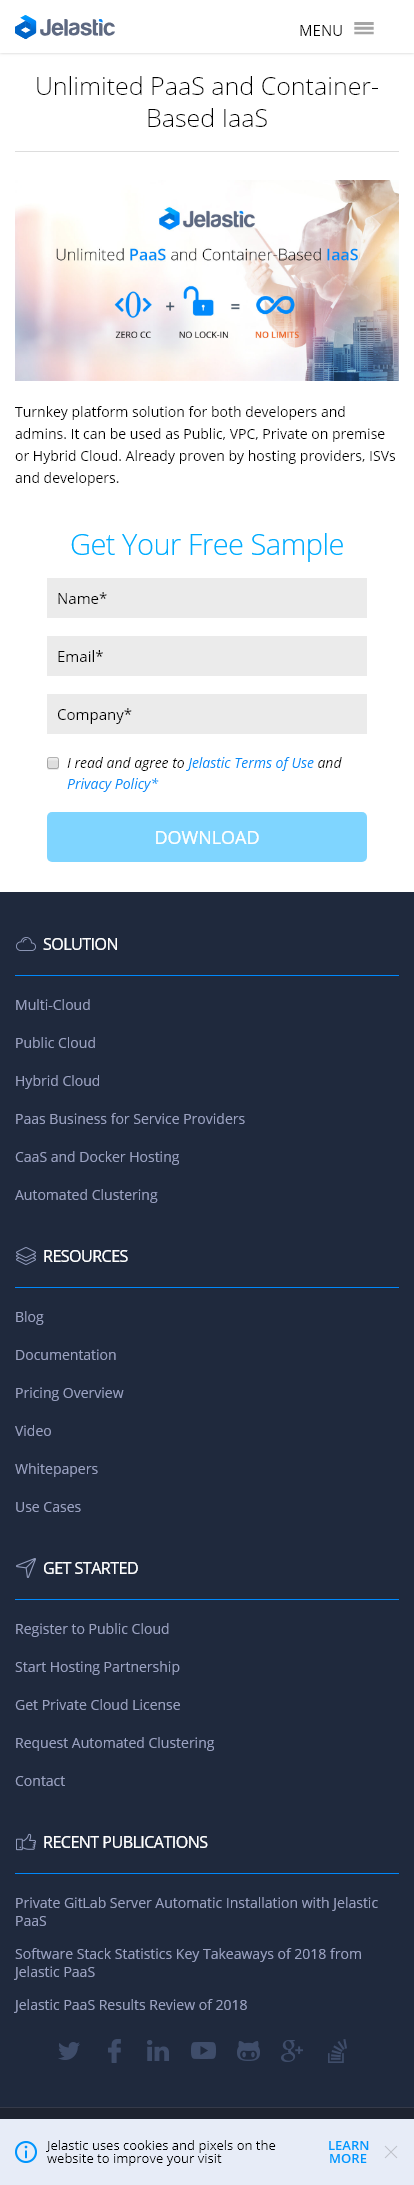 Jelastic
MENU
Unlimited PaaS and Container-
Based IaaS
Jelastic
Unlimited PaaS and Container-Based IaaS
+ =
ZERO CC NO LOCK-IN NO LIMITS
Turnkey platform solution for both developers and
admins. It can be used as Public, VPC, Private on premise
or Hybrid Cloud. Already proven by hosting providers, ISVs
and developers.
Get Your Free Sample
Name*
Email*
Company*
I read and agree to Jelastic Terms of Use and
Privacy Policy*
DOWNLOAD
SOLUTION
Multi-Cloud
Public Cloud
Hybrid Cloud
Paas Business for Service Providers
CaaS and Docker Hosting
Automated Clustering
RESOURCES
Blog
Documentation
Pricing Overview
Video
Whitepapers
Use Cases
GET STARTED
Register to Public Cloud
Start Hosting Partnership
Get Private Cloud License
Request Automated Clustering
Contact
RECENT PUBLICATIONS
Private GitLab Server Automatic Installation with Jelastic
PaaS
Software Stack Statistics Key Takeaways of 2018 from
Jelastic PaaS
Jelastic PaaS Results Review of 2018
Jelastic uses cookies and pixels on the
website to improve your visit
LEARN
MORE